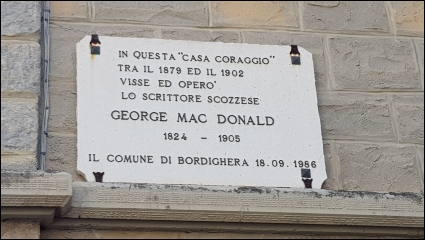 IN QUESTA "CASA CORAGGIO"
TRA IL 1879 ED IL 1902
VISSE ED OPERO'
LO SCRITTORE SCOZZESE
GEORGE MAC DONALD
1824 - 1905
IL COMUNE DI BORDIGHERA 18.09.1986